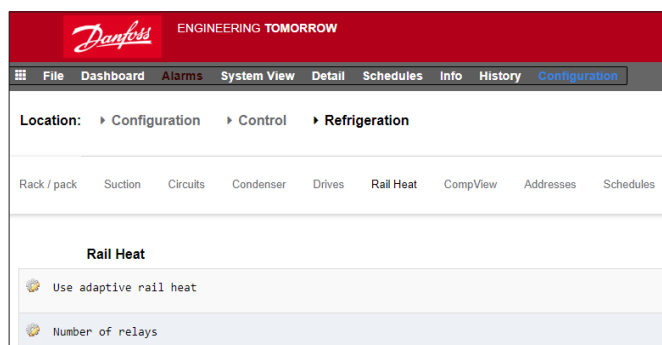 Danfoss ENGINEERING TOMORROW
File Dashboard Alarms System View Detail Schedules Info History Configuration
Location: Configuration Control Refrigeration
Rack / pack Suction Circuits Condenser Drives Rail Heat CompView Addresses Schedules
Rail Heat
Use adaptive rail heat
Number of relays